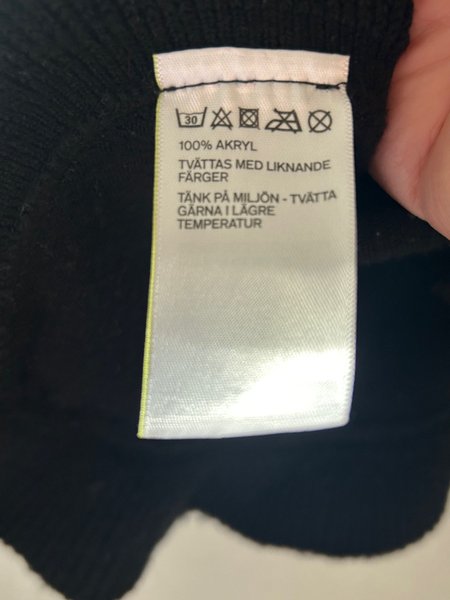 30
100% AKRYL
TVÄTTAS MED LIKNANDE
FÄRGER
TÄNK PÅ MILJÖN - TVÄTTA
GÄRNA I LÄGRE
TEMPERATUR